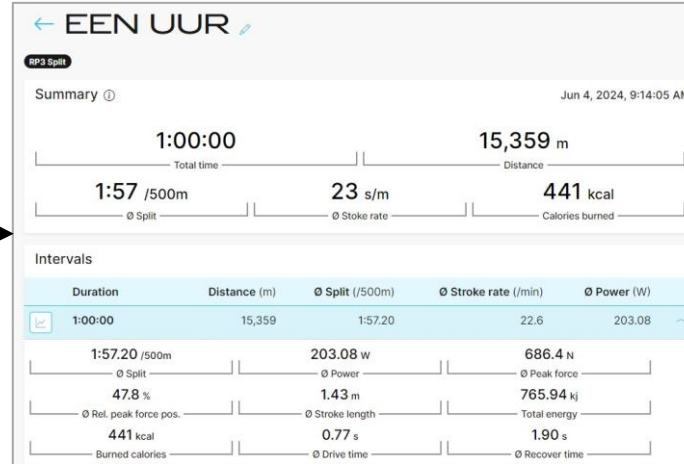 ← EEN UUR
RP3 Split
Summary ⓘ Jun 4, 2024, 9:14:05 AM
1:00:00 15,359 m
Total time Distance
1:57 /500m 23 s/m 441 kcal
Ø Split Ø Stoke rate Calories burned
Intervals
Duration Distance (m) Ø Split (/500m) Ø Stroke rate (/min) Ø Power (W)
1:00:00 15,359 1:57.20 22.6 203.08
1:57.20 /500m 203.08 W 686.4 N
Ø Split Ø Power Ø Peak force
47.8 % 1.43 m 765.94 kj
Ø Rel. peak force pos. Ø Stroke length Total energy
441 kcal 0.77 s 1.90 s
Burned calories Ø Drive time Ø Recover time